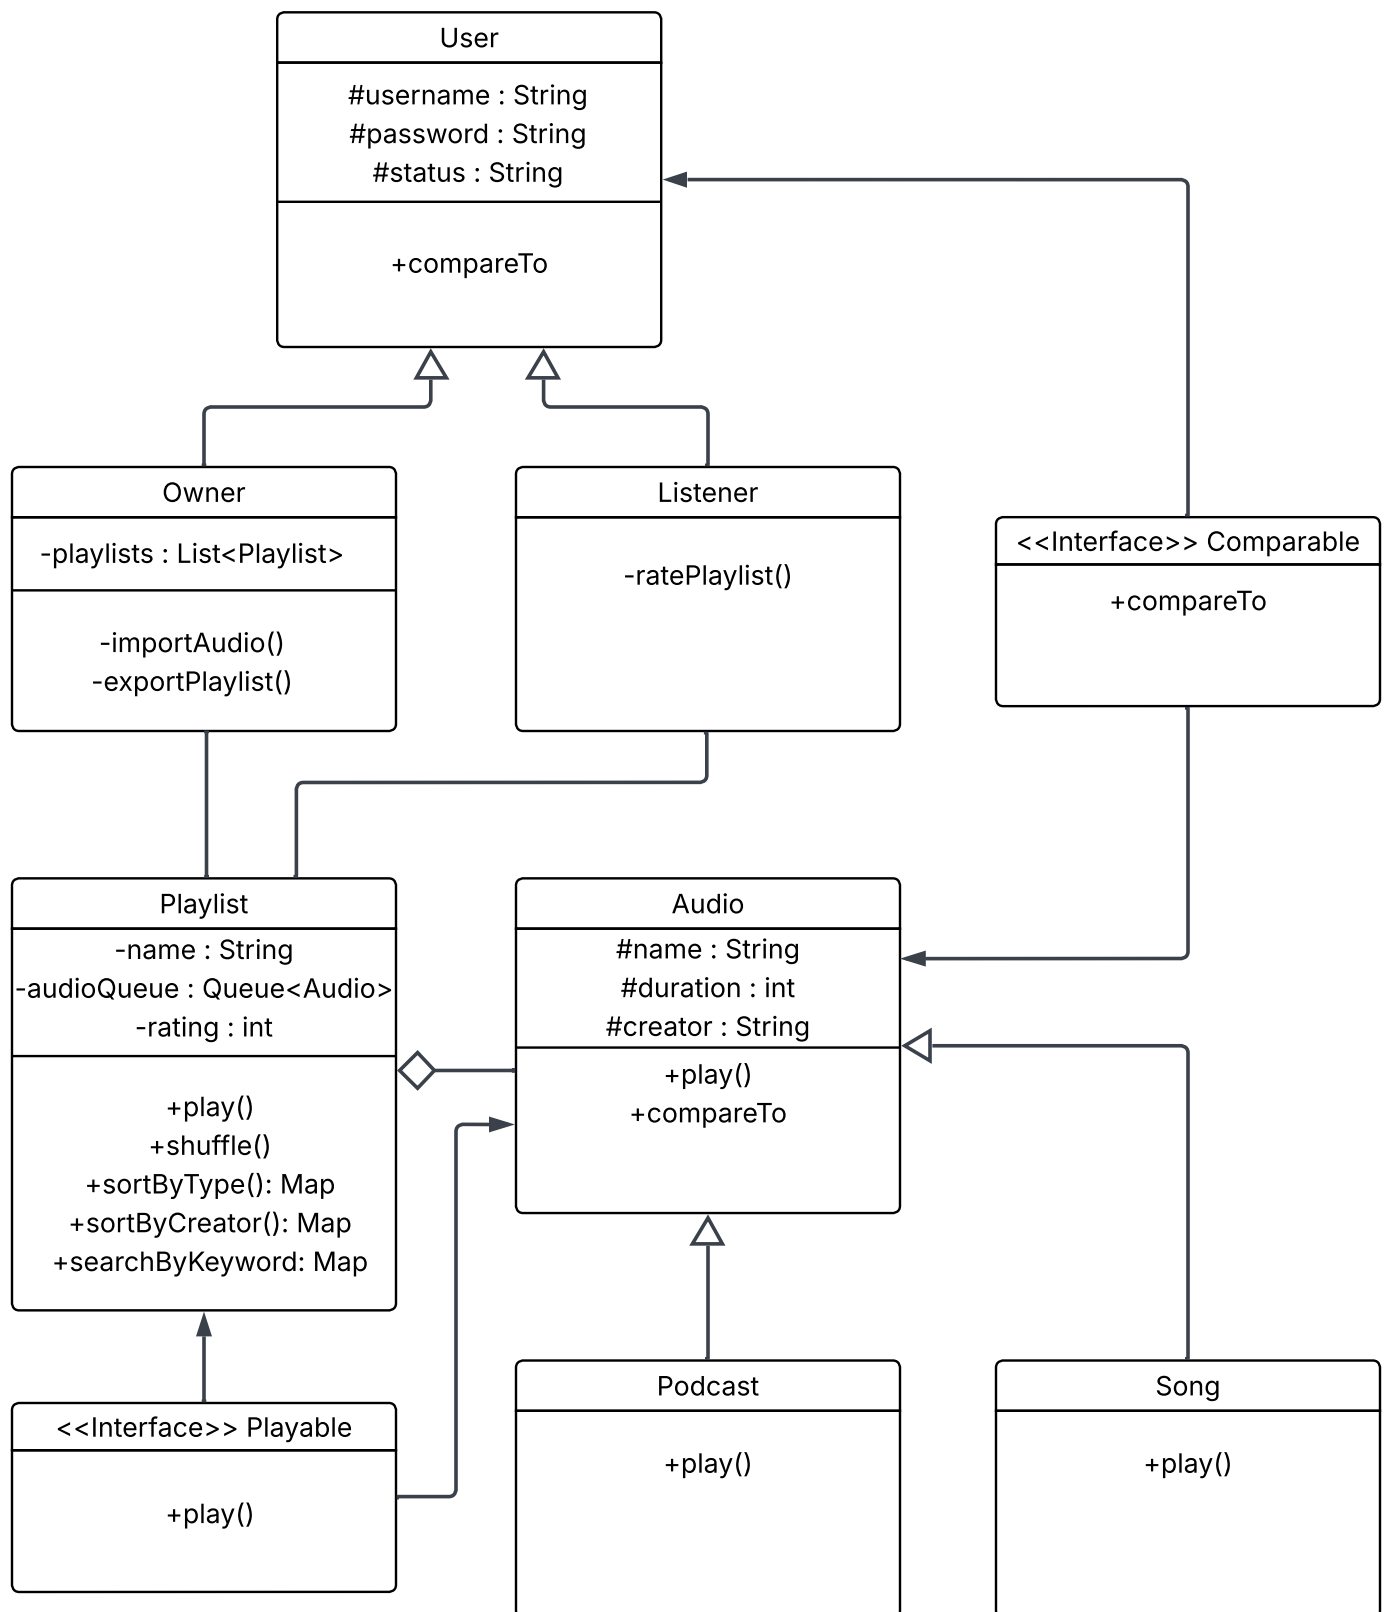 User
#username : String
#password : String
#status : String
+compareTo
Owner
-playlists : List<Playlist>
-importAudio()
-exportPlaylist()
Listener
-ratePlaylist()
<<Interface>> Comparable
+compareTo
Playlist
-name : String
-audioQueue : Queue<Audio>
-rating : int
+play()
+shuffle()
+sortByType(): Map
+sortByCreator(): Map
+searchByKeyword: Map
Audio
#name : String
#duration : int
#creator : String
+play()
+compareTo
<<Interface>> Playable
+play()
Podcast
+play()
Song
+play()